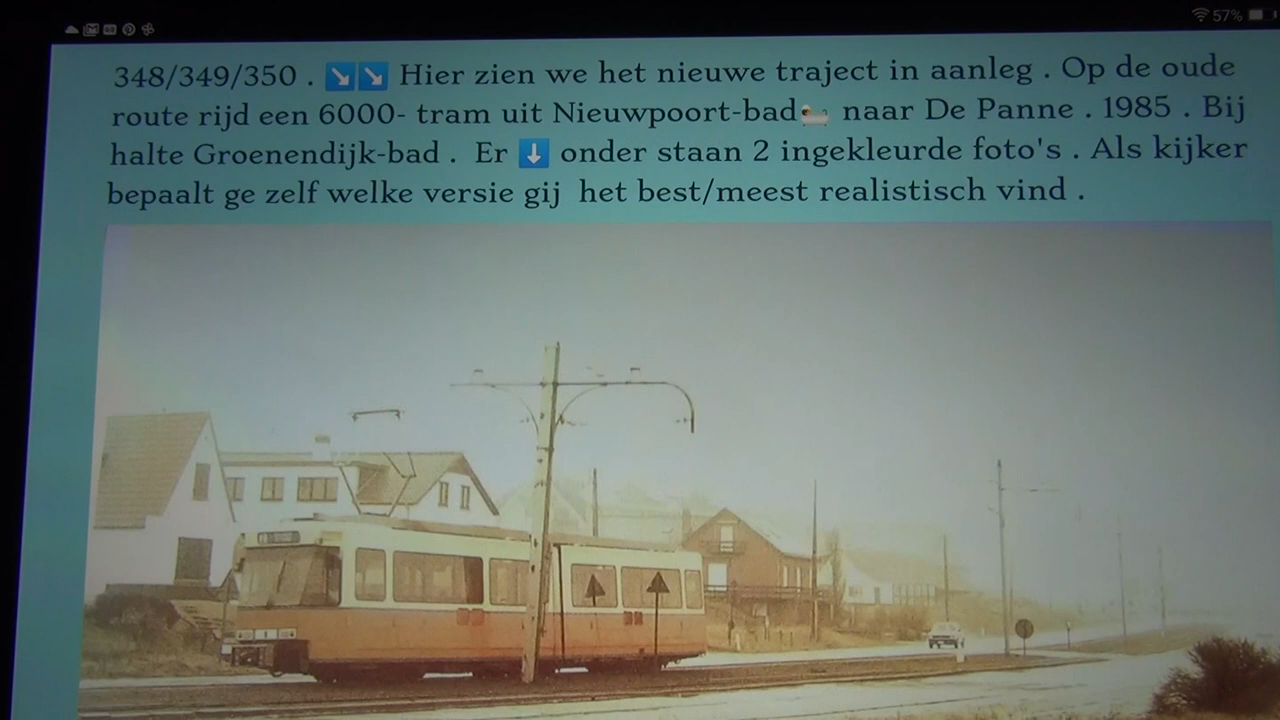 57%
348/349/350 . ↘️↘️ Hier zien we het nieuwe traject in aanleg . Op de oude
route rijd een 6000- tram uit Nieuwpoort-bad🛀 naar De Panne . 1985 . Bij
halte Groenendijk-bad . Er ⬇️ onder staan 2 ingekleurde foto's . Als kijker
bepaalt ge zelf welke versie gij het best/meest realistisch vind .